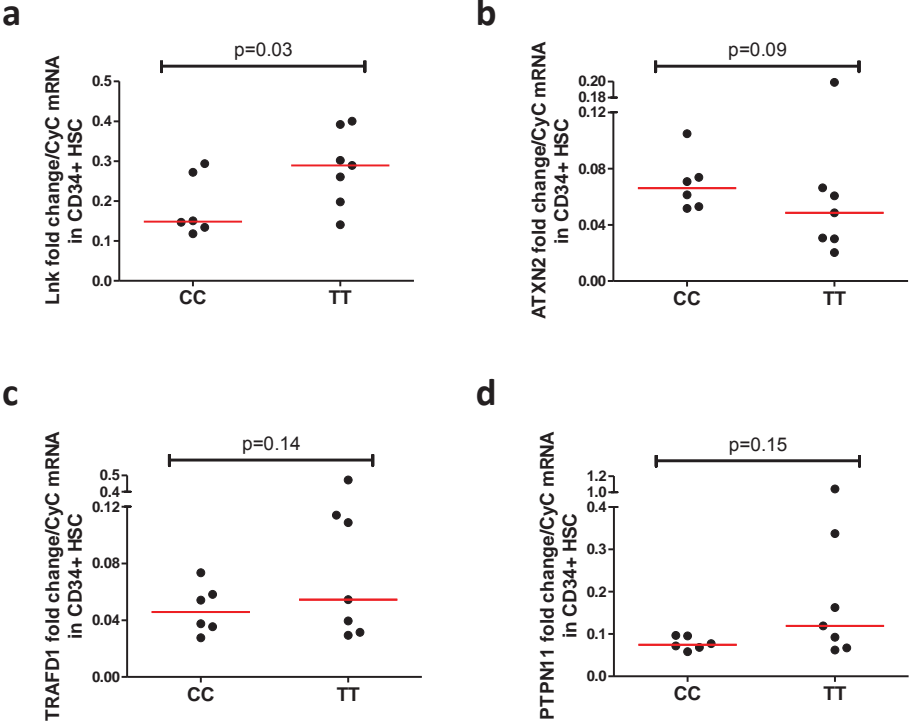 a
p=0.03
Lnk fold change/CyC mRNA
in CD34+ HSC
0.5
0.4
0.3
0.2
0.1
0.0
CC TT
b
p=0.09
ATXN2 fold change/CyC mRNA
in CD34+ HSC
0.20
0.18
0.12
0.08
0.04
0.00
CC TT
c
p=0.14
TRAFD1 fold change/CyC mRNA
in CD34+ HSC
0.5
0.4
0.12
0.08
0.04
0.00
CC TT
d
p=0.15
PTPN11 fold change/CyC mRNA
in CD34+ HSC
1.2
1.0
0.4
0.3
0.2
0.1
0.0
CC TT